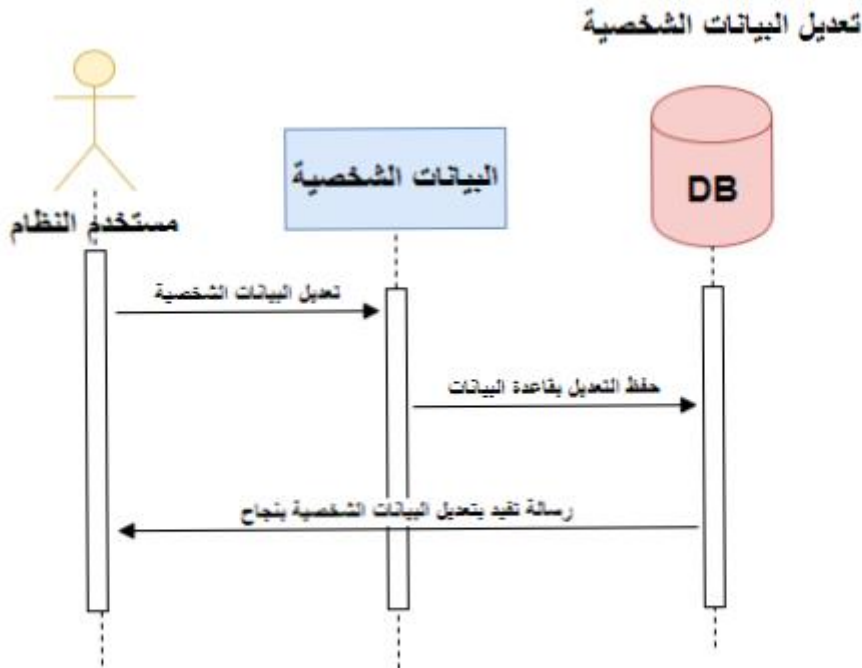 تعديل البيانات الشخصية
مستخدم النظام
البيانات الشخصية
DB
تعديل البيانات الشخصية
حفظ التعديل بقاعدة البيانات
رسالة تفيد بتعديل البيانات الشخصية بنجاح